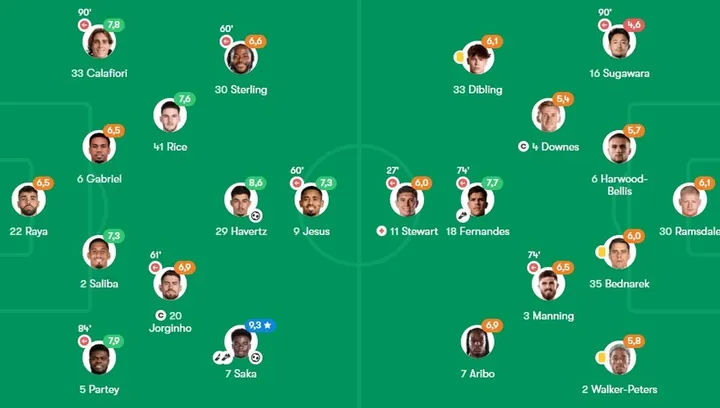 90'
7,8
33 Calafiori
60'
6,6
30 Sterling
7,6
41 Rice
6,5
6 Gabriel
6,5
22 Raya
8,6
29 Havertz
60'
7,3
9 Jesus
7,3
2 Saliba
61'
6,9
C 20
Jorginho
84'
7,9
5 Partey
9,3 ★
7 Saka
6,1
33 Dibling
90'
4,6
16 Sugawara
5,4
C 4 Downes
5,7
6 Harwood-
Bellis
27'
6,0
11 Stewart
74'
7,7
18 Fernandes
6,1
30 Ramsdale
6,0
35 Bednarek
74'
6,5
3 Manning
6,9
7 Aribo
5,8
2 Walker-Peters